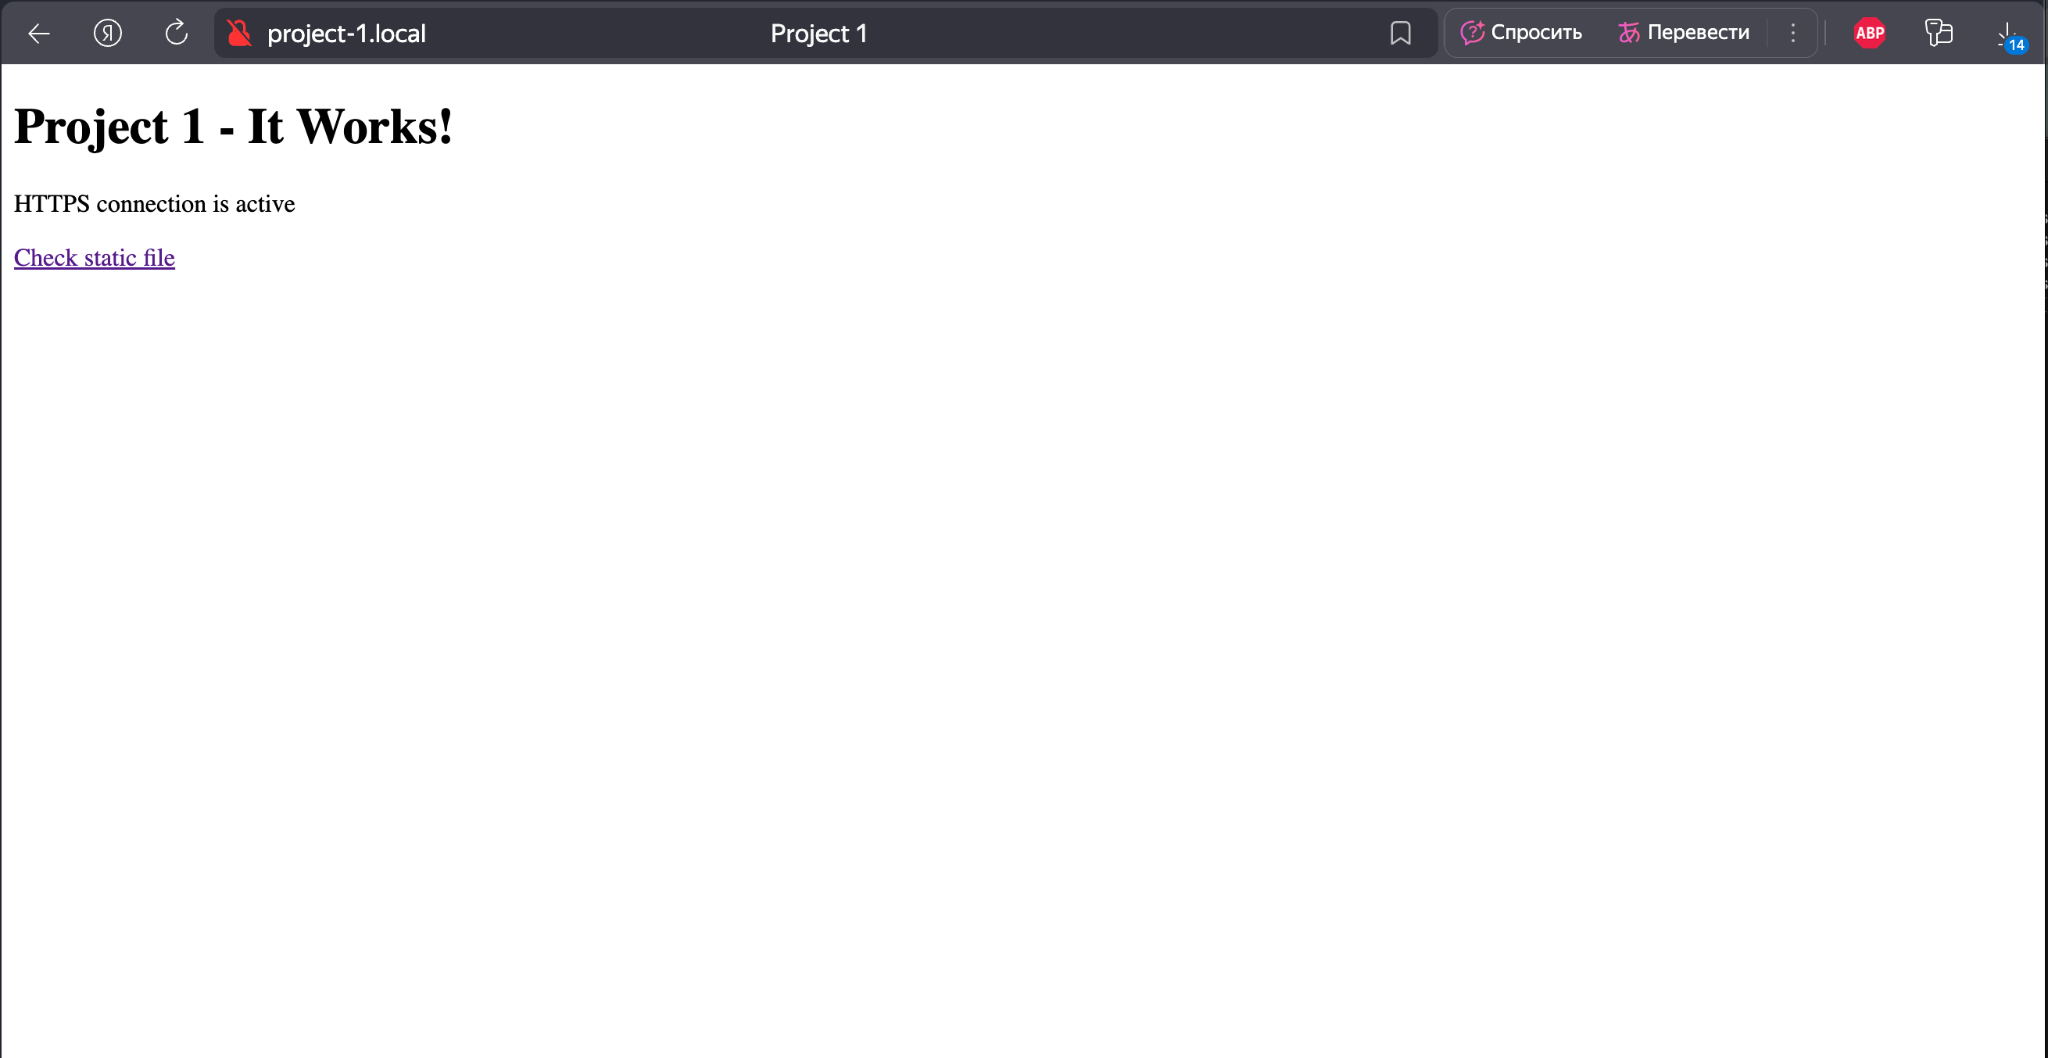 Я project-1.local Project 1 Спросить Перевести ABP 14
Project 1 - It Works!
HTTPS connection is active
Check static file